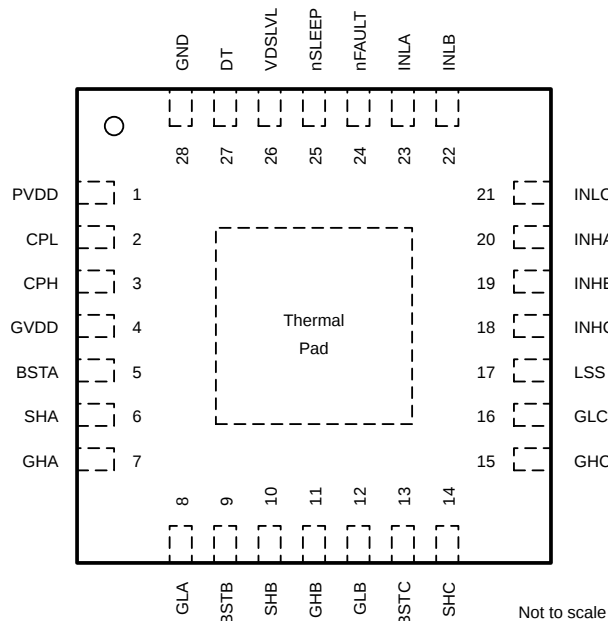 GND DT VDSLVL nSLEEP nFAULT INLA INLB
28 27 26 25 24 23 22
PVDD 1 21 INLC
CPL 2 20 INHA
CPH 3 19 INHB
GVDD 4 18 INHC
BSTA 5 17 LSS
SHA 6 16 GLC
GHA 7 15 GHC
Thermal
Pad
8 9 10 11 12 13 14
GLA BSTB SHB GHB GLB BSTC SHC
Not to scale